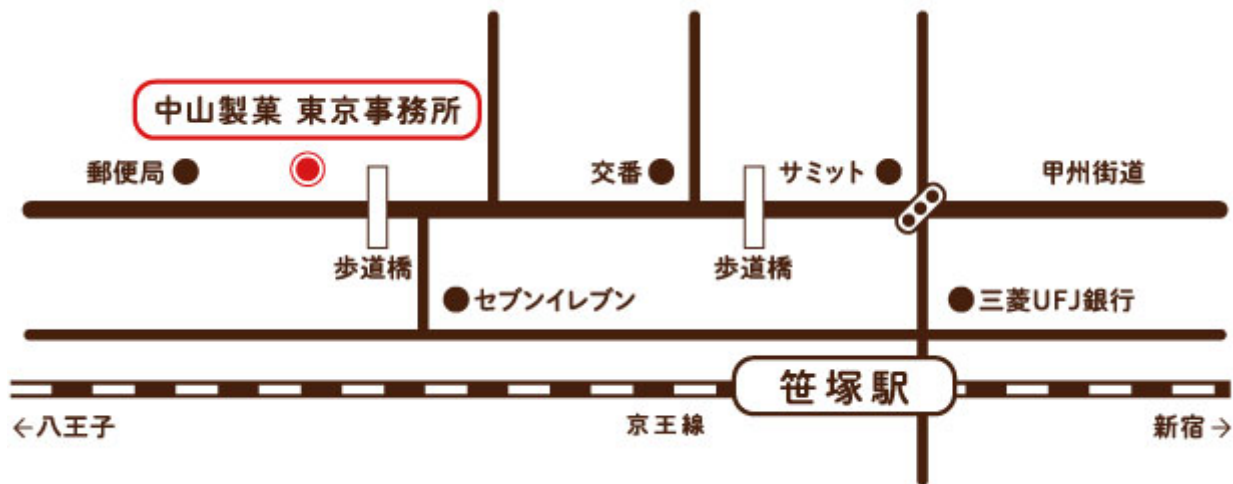 中山製菓 東京事務所
郵便局
交番
サミット
甲州街道
歩道橋
歩道橋
セブンイレブン
三菱UFJ銀行
笹塚駅
←八王子
京王線
新宿→